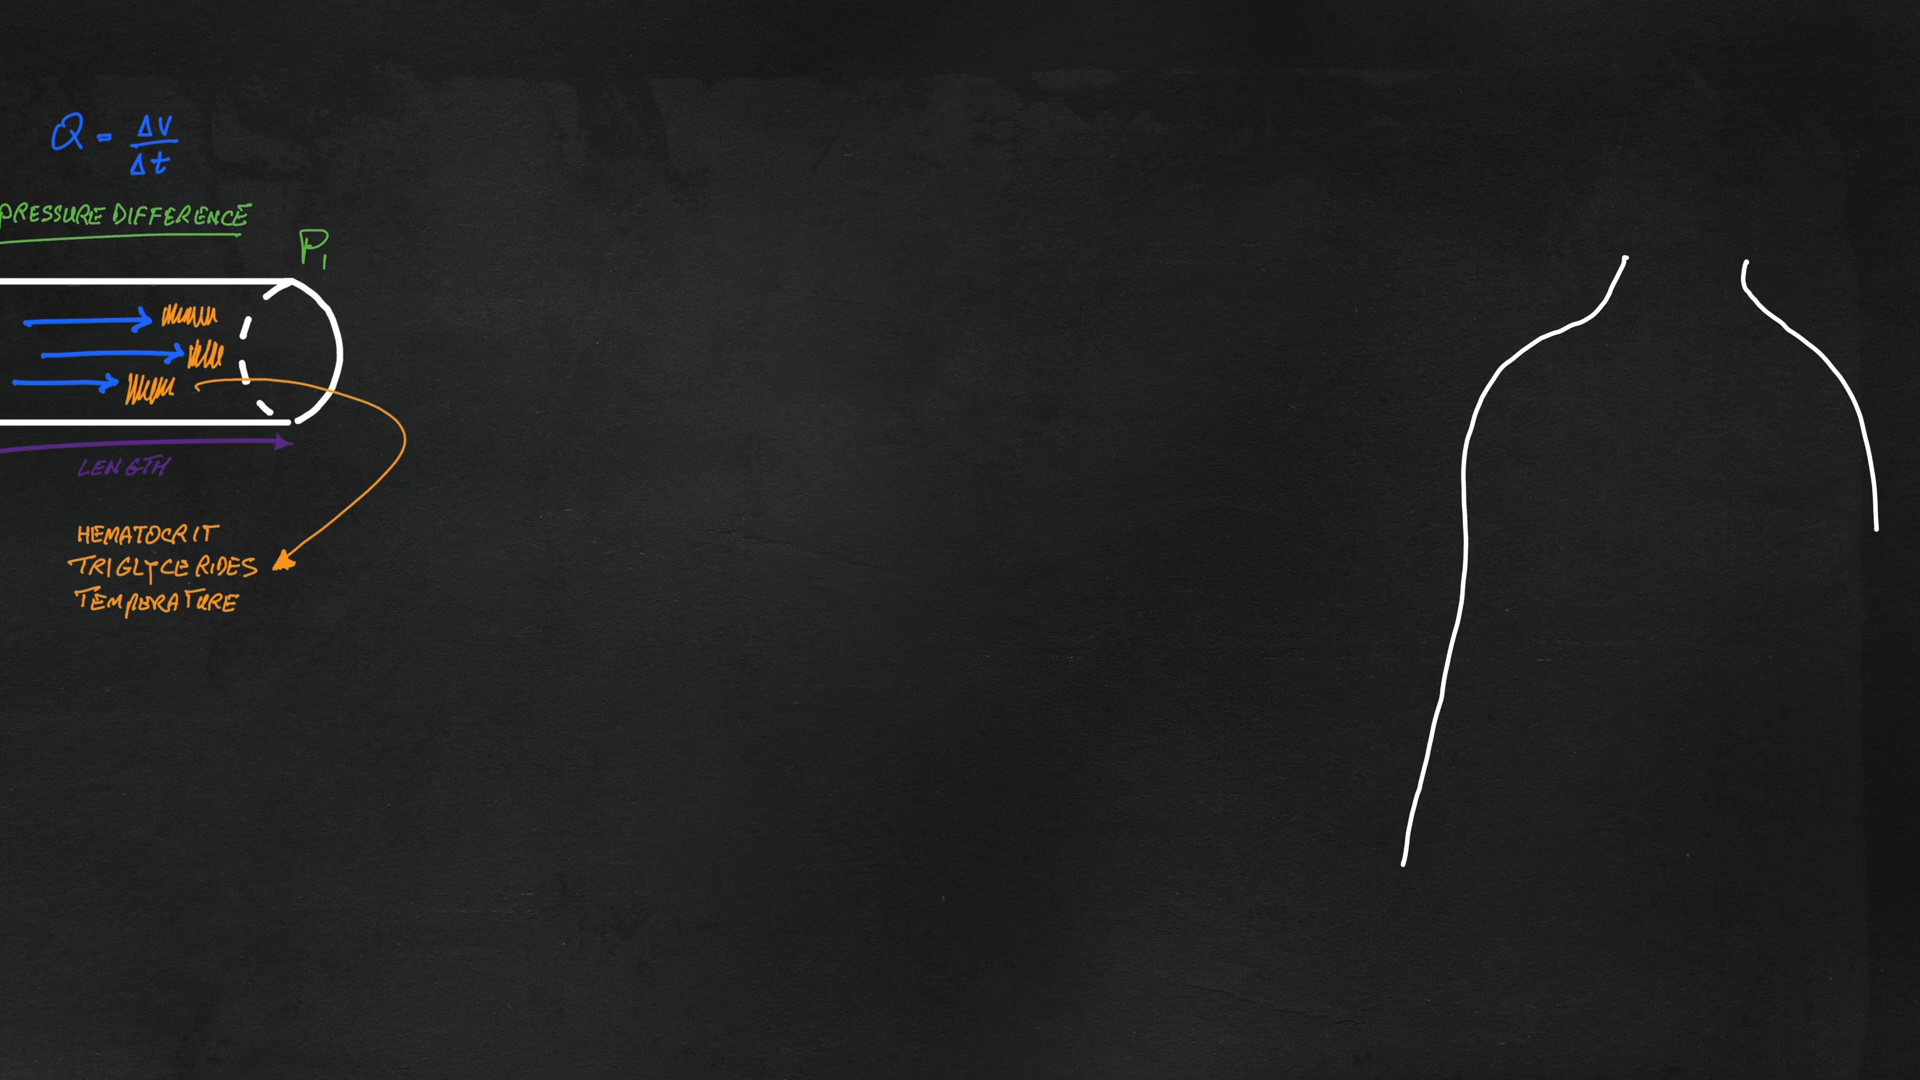 Q = ΔV/Δt
PRESSURE DIFFERENCE
P1
LENGTH
HEMATOCRIT
TRIGLYCERIDES
TEMPERATURE